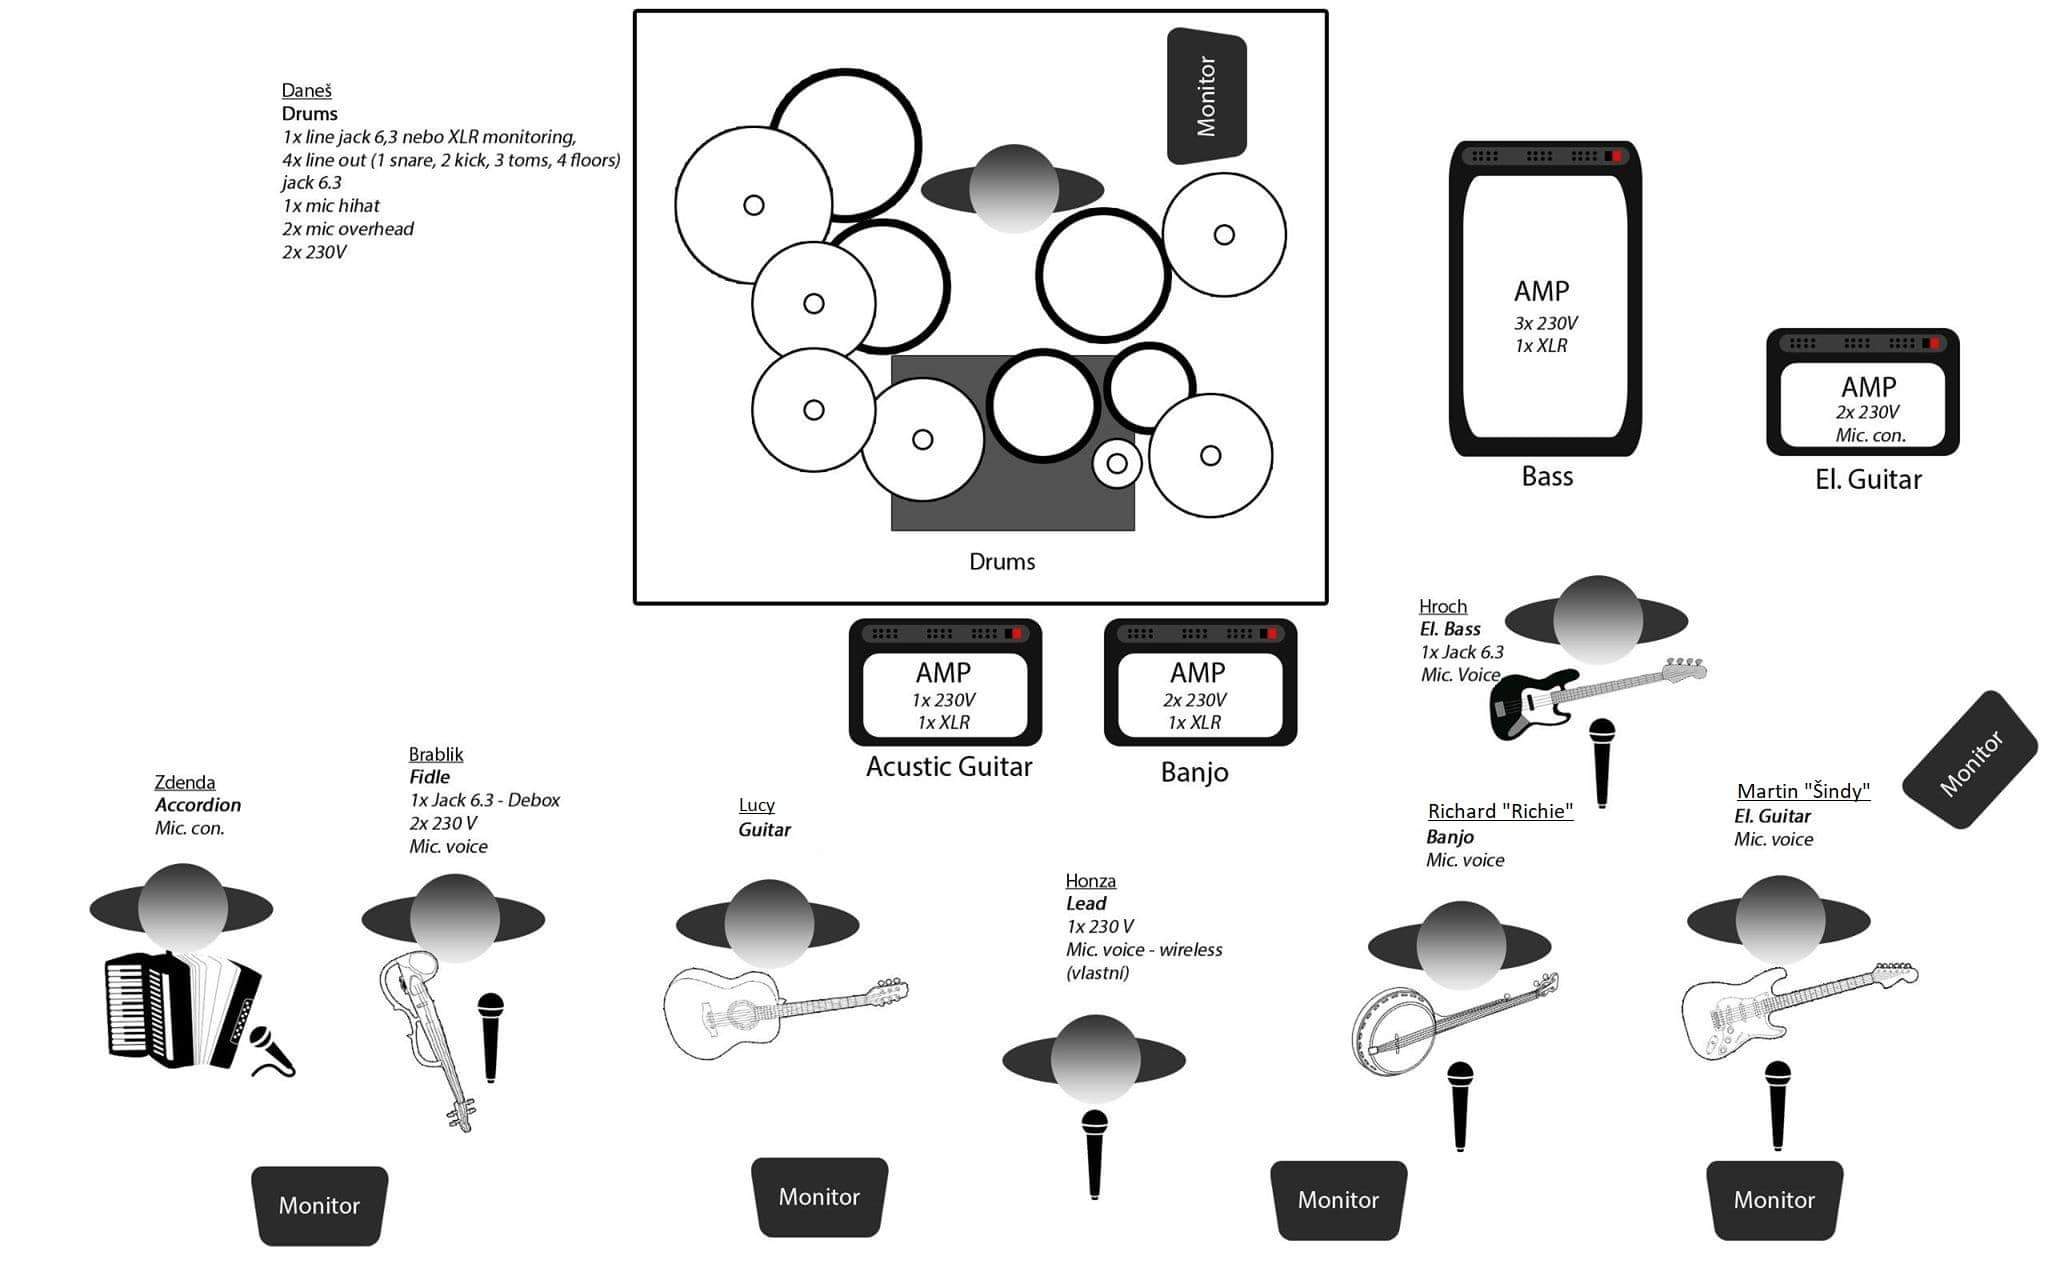 Daneš
Drums
1x line jack 6,3 nebo XLR monitoring,
4x line out (1 snare, 2 kick, 3 toms, 4 floors)
jack 6.3
1x mic hihat
2x mic overhead
2x 230V
Monitor
Drums
AMP
3x 230V
1x XLR
Bass
AMP
2x 230V
Mic. con.
El. Guitar
AMP
1x 230V
1x XLR
Acustic Guitar
AMP
2x 230V
1x XLR
Banjo
Hroch
El. Bass
1x Jack 6.3
Mic. Voice
Monitor
Zdenda
Accordion
Mic. con.
Brablik
Fidle
1x Jack 6.3 - Debox
2x 230 V
Mic. voice
Lucy
Guitar
Honza
Lead
1x 230 V
Mic. voice - wireless
(vlastní)
Richard "Richie"
Banjo
Mic. voice
Martin "Šindy"
El. Guitar
Mic. voice
Monitor
Monitor
Monitor
Monitor